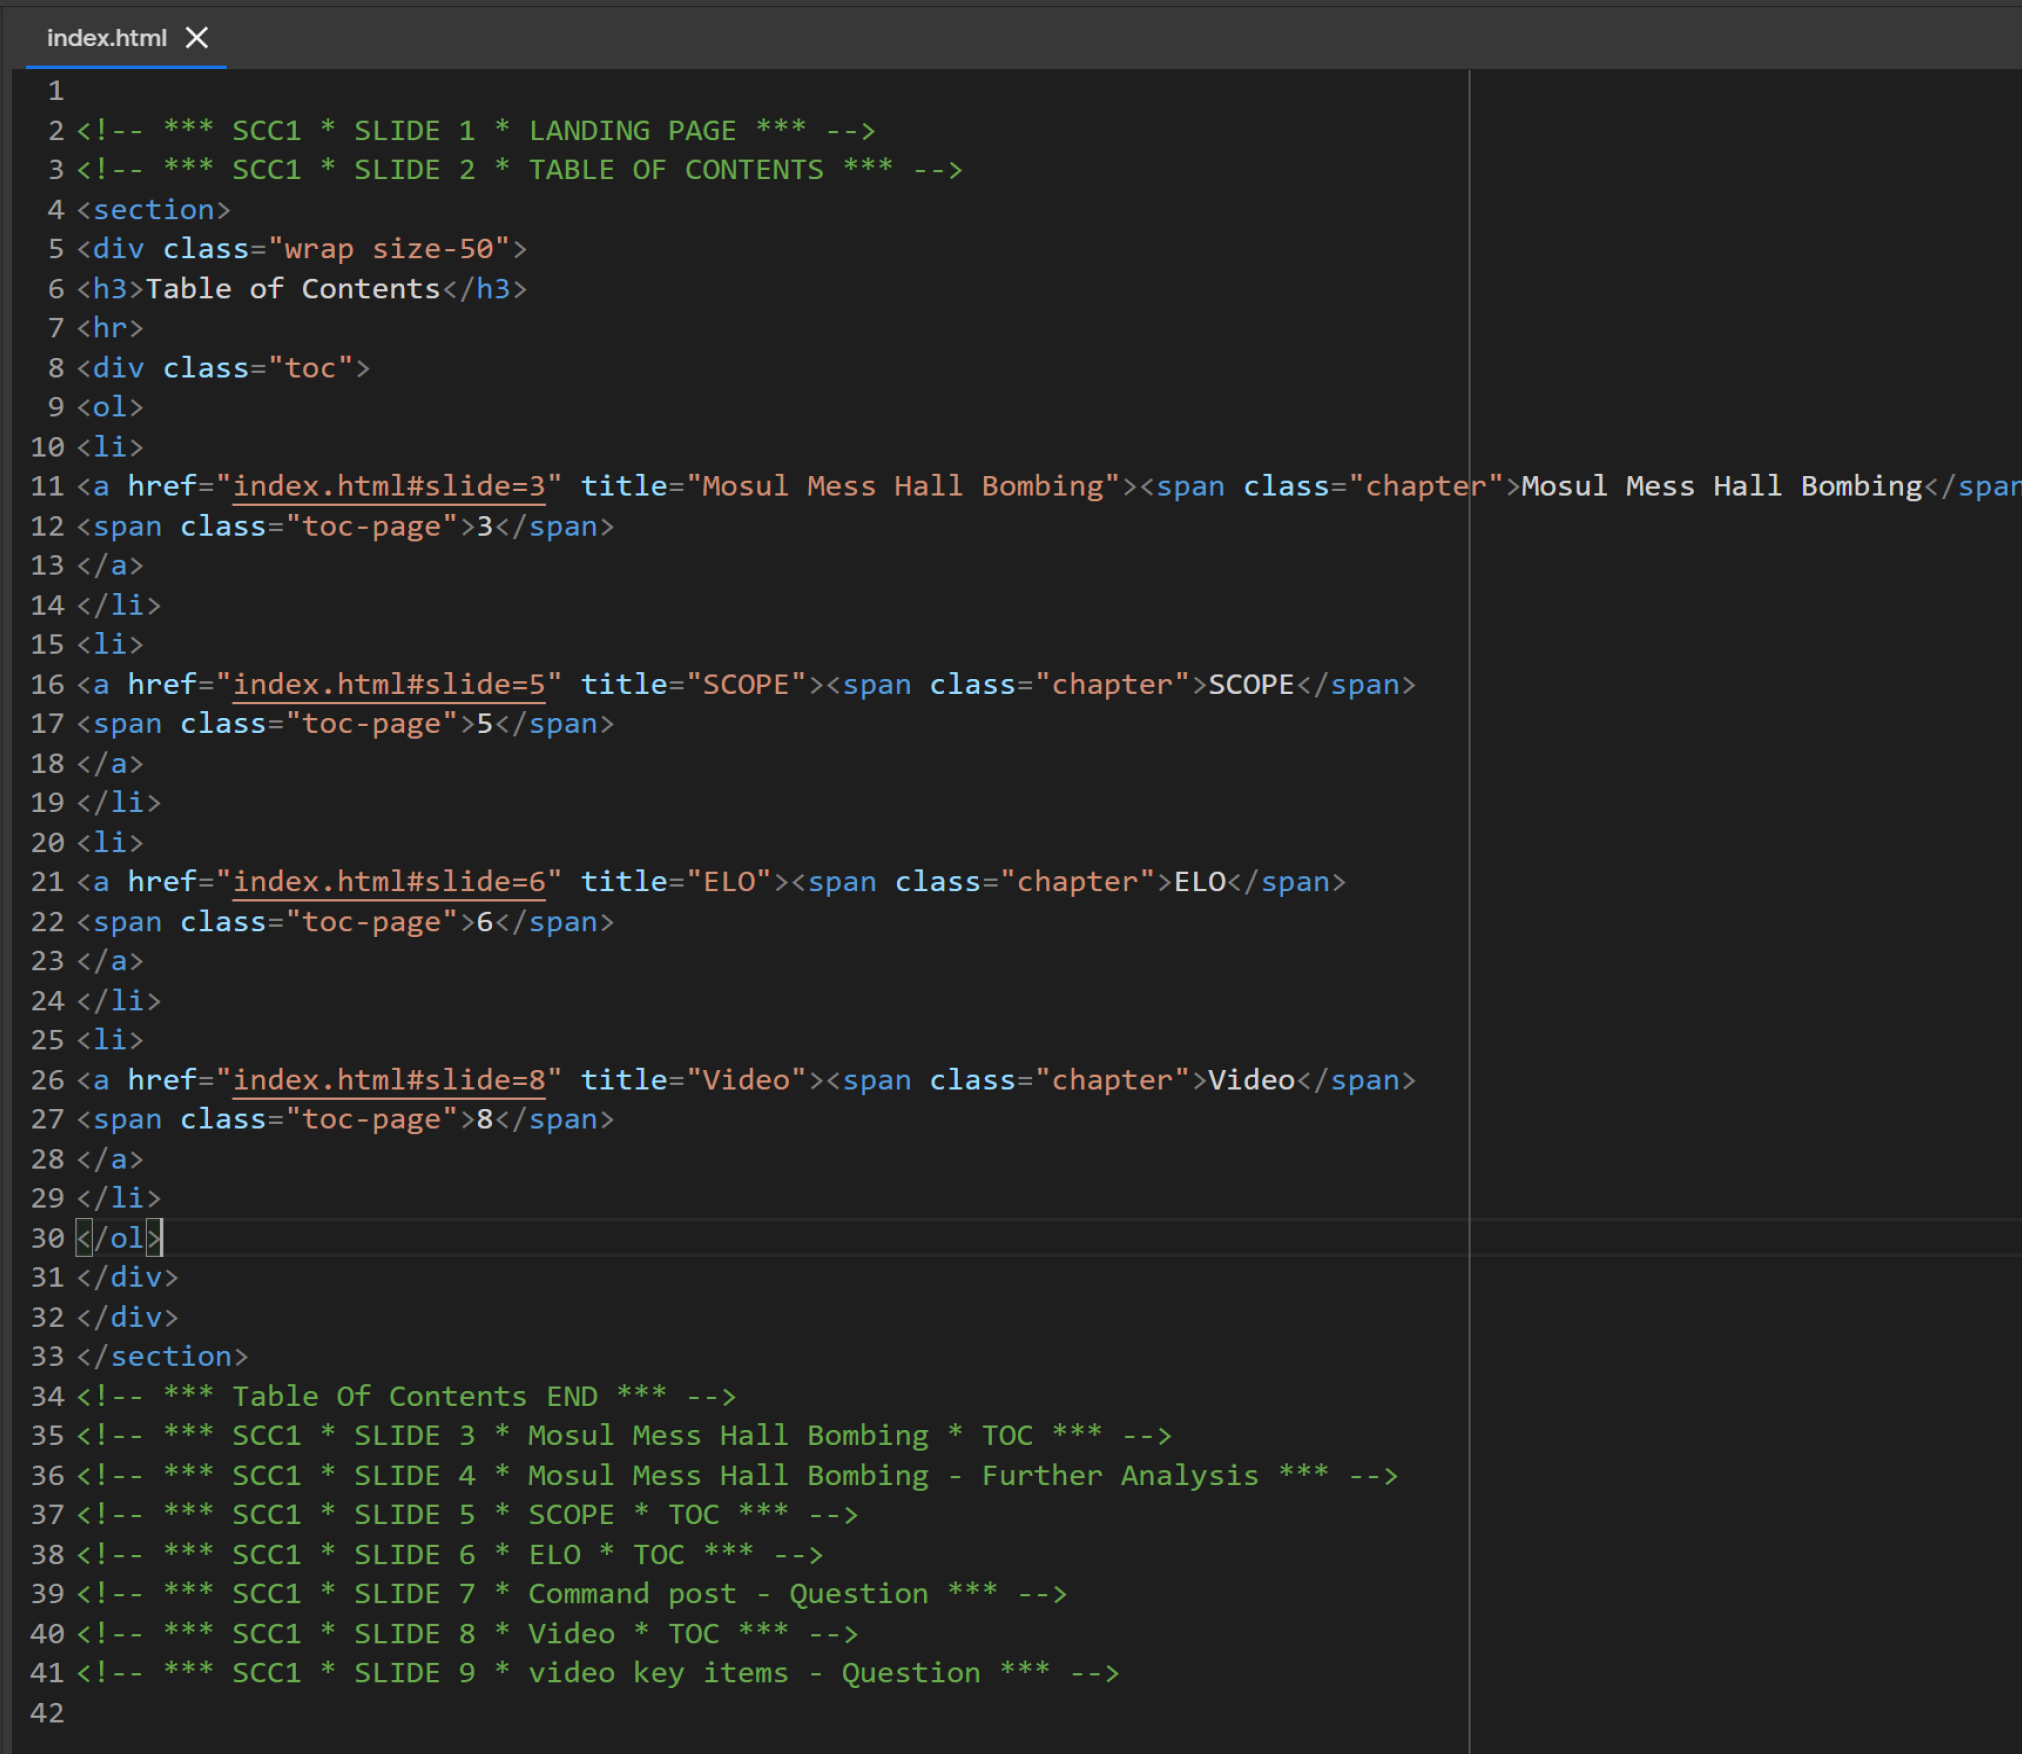 index.html
1
2 <!-- *** SCC1 * SLIDE 1 * LANDING PAGE *** -->
3 <!-- *** SCC1 * SLIDE 2 * TABLE OF CONTENTS *** -->
4 <section>
5 <div class="wrap size-50">
6 <h3>Table of Contents</h3>
7 <hr>
8 <div class="toc">
9 <ol>
10 <li>
11 <a href="index.html#slide=3" title="Mosul Mess Hall Bombing"><span class="chapter">Mosul Mess Hall Bombing</span
12 <span class="toc-page">3</span>
13 </a>
14 </li>
15 <li>
16 <a href="index.html#slide=5" title="SCOPE"><span class="chapter">SCOPE</span>
17 <span class="toc-page">5</span>
18 </a>
19 </li>
20 <li>
21 <a href="index.html#slide=6" title="ELO"><span class="chapter">ELO</span>
22 <span class="toc-page">6</span>
23 </a>
24 </li>
25 <li>
26 <a href="index.html#slide=8" title="Video"><span class="chapter">Video</span>
27 <span class="toc-page">8</span>
28 </a>
29 </li>
30 </ol>
31 </div>
32 </div>
33 </section>
34 <!-- *** Table Of Contents END *** -->
35 <!-- *** SCC1 * SLIDE 3 * Mosul Mess Hall Bombing * TOC *** -->
36 <!-- *** SCC1 * SLIDE 4 * Mosul Mess Hall Bombing - Further Analysis *** -->
37 <!-- *** SCC1 * SLIDE 5 * SCOPE * TOC *** -->
38 <!-- *** SCC1 * SLIDE 6 * ELO * TOC *** -->
39 <!-- *** SCC1 * SLIDE 7 * Command post - Question *** -->
40 <!-- *** SCC1 * SLIDE 8 * Video * TOC *** -->
41 <!-- *** SCC1 * SLIDE 9 * video key items - Question *** -->
42